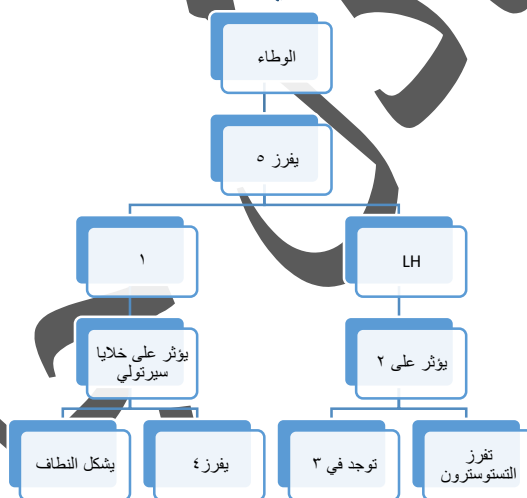 الوطاء
يفرز ٥
١
LH
يؤثر على خلايا
سيرتولي
يؤثر على ٢
يشكل النطاف
يفرز٤
توجد في ٣
تفرز
التستوسترون